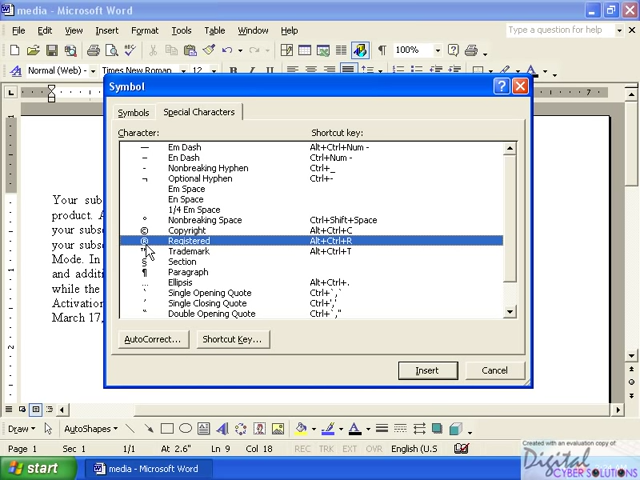 media - Microsoft Word
File Edit View Insert Format Tools Table Window Help Type a question for help
100%
Normal (Web) Times New Roman 12 B I U
Symbol
Symbols Special Characters
Character: Shortcut key:
— Em Dash Alt+Ctrl+Num -
– En Dash Ctrl+Num -
- Nonbreaking Hyphen Ctrl+_
¬ Optional Hyphen Ctrl+-
Em Space
En Space
1/4 Em Space
° Nonbreaking Space Ctrl+Shift+Space
© Copyright Alt+Ctrl+C
® Registered Alt+Ctrl+R
™ Trademark Alt+Ctrl+T
§ Section
¶ Paragraph
… Ellipsis Alt+Ctrl+.
‘ Single Opening Quote Ctrl+`,`
’ Single Closing Quote Ctrl+','
“ Double Opening Quote Ctrl+`,"
AutoCorrect... Shortcut Key...
Insert Cancel
Your sub
product. A
your subs
your subse
Mode. In
and additi
while the
Activation
March 17,
Draw AutoShapes
Page 1 Sec 1 1/1 At 2.6" Ln 9 Col 18 REC TRK EXT OVR English (U.S
Created with an evaluation copy of
Digital
CYBER SOLUTIONS
start media - Microsoft Word